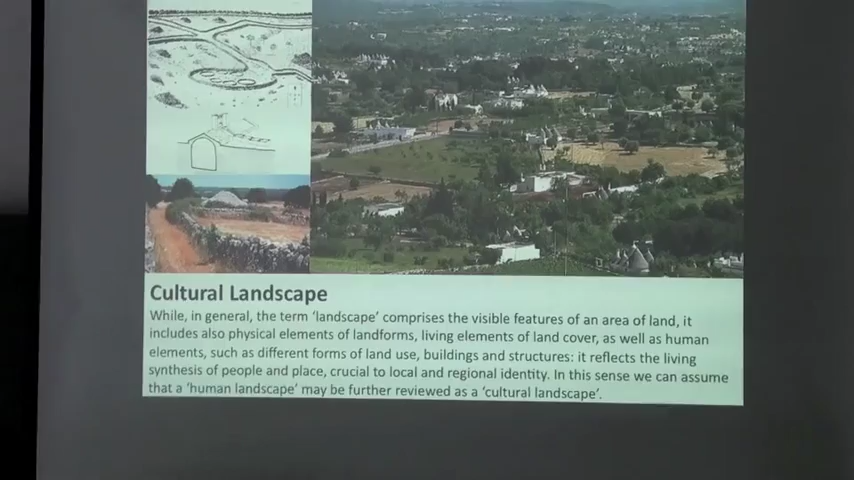 Cultural Landscape
While, in general, the term ‘landscape’ comprises the visible features of an area of land, it
includes also physical elements of landforms, living elements of land cover, as well as human
elements, such as different forms of land use, buildings and structures: it reflects the living
synthesis of people and place, crucial to local and regional identity. In this sense we can assume
that a ‘human landscape’ may be further reviewed as a ‘cultural landscape’.